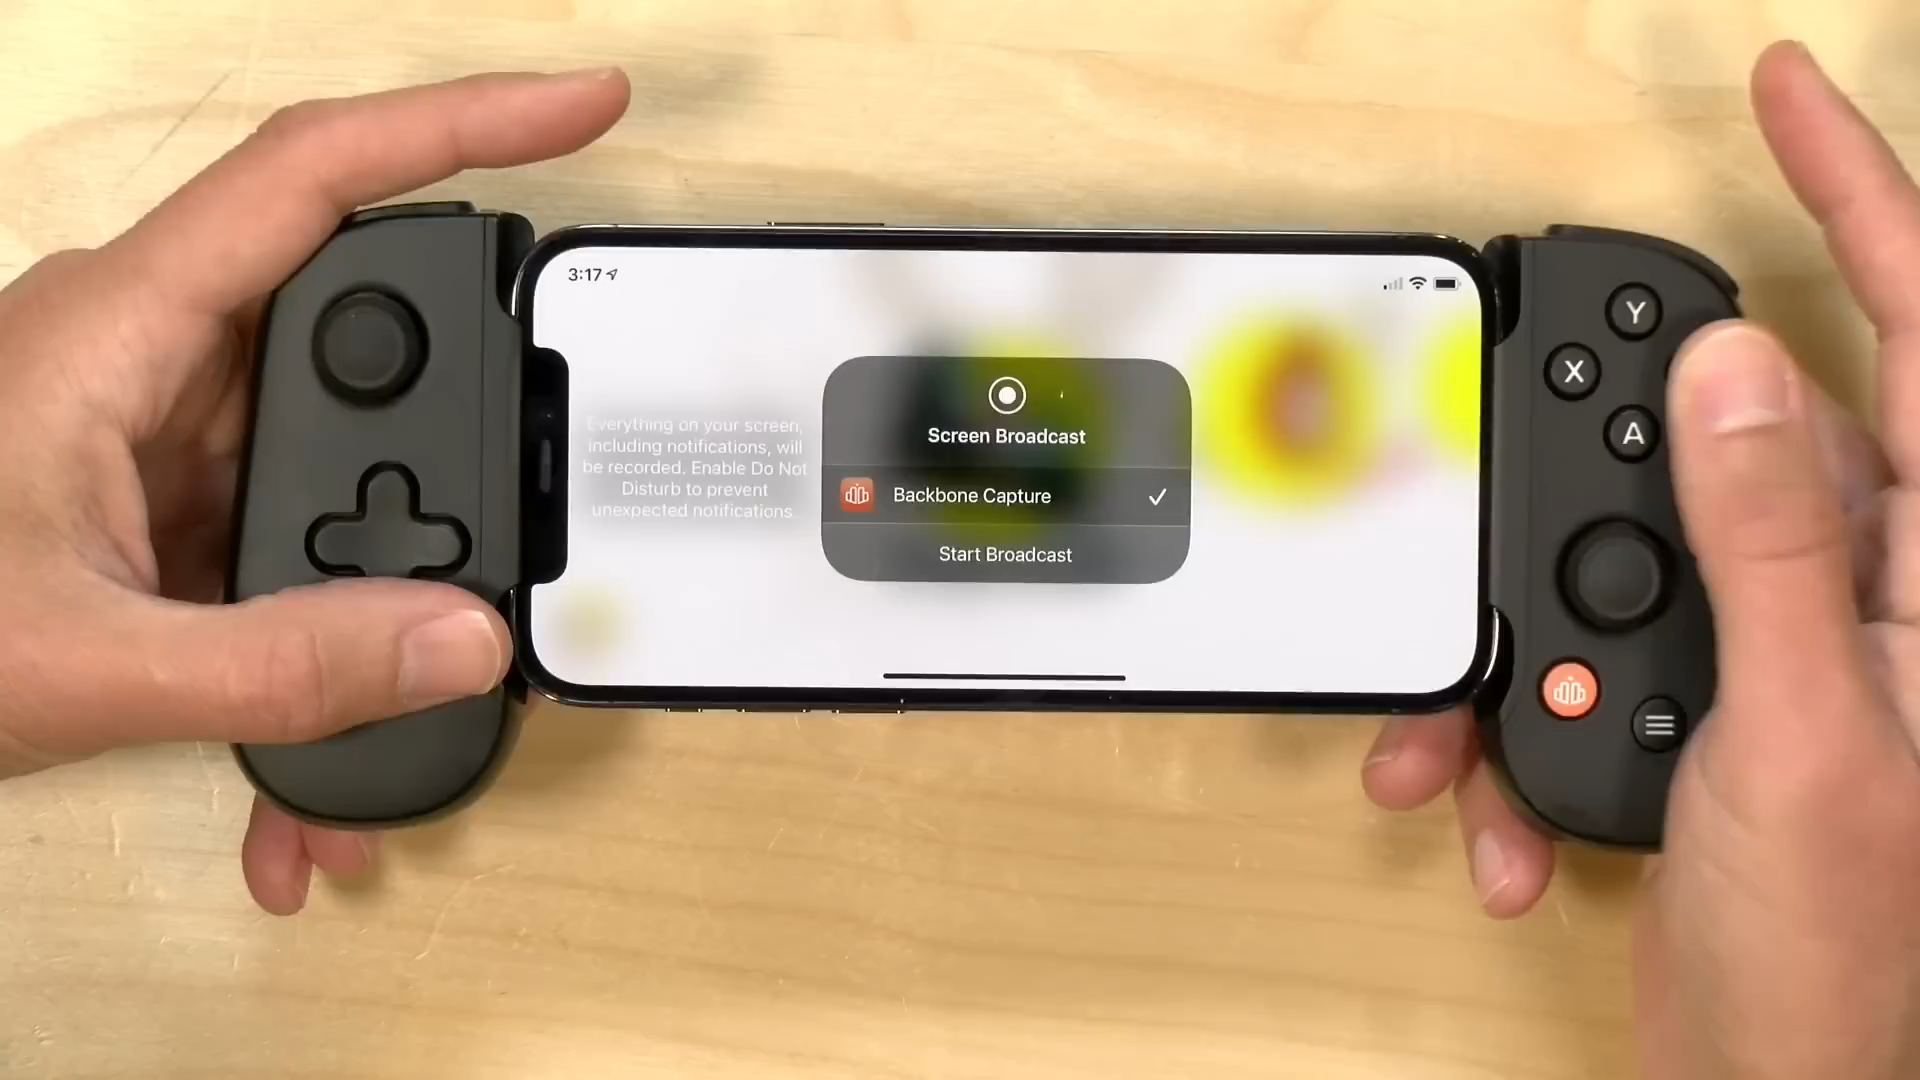 3:17
Everything on your screen,
including notifications, will
be recorded. Enable Do Not
Disturb to prevent
unexpected notifications.
Screen Broadcast
Backbone Capture
Start Broadcast
Y
X
A